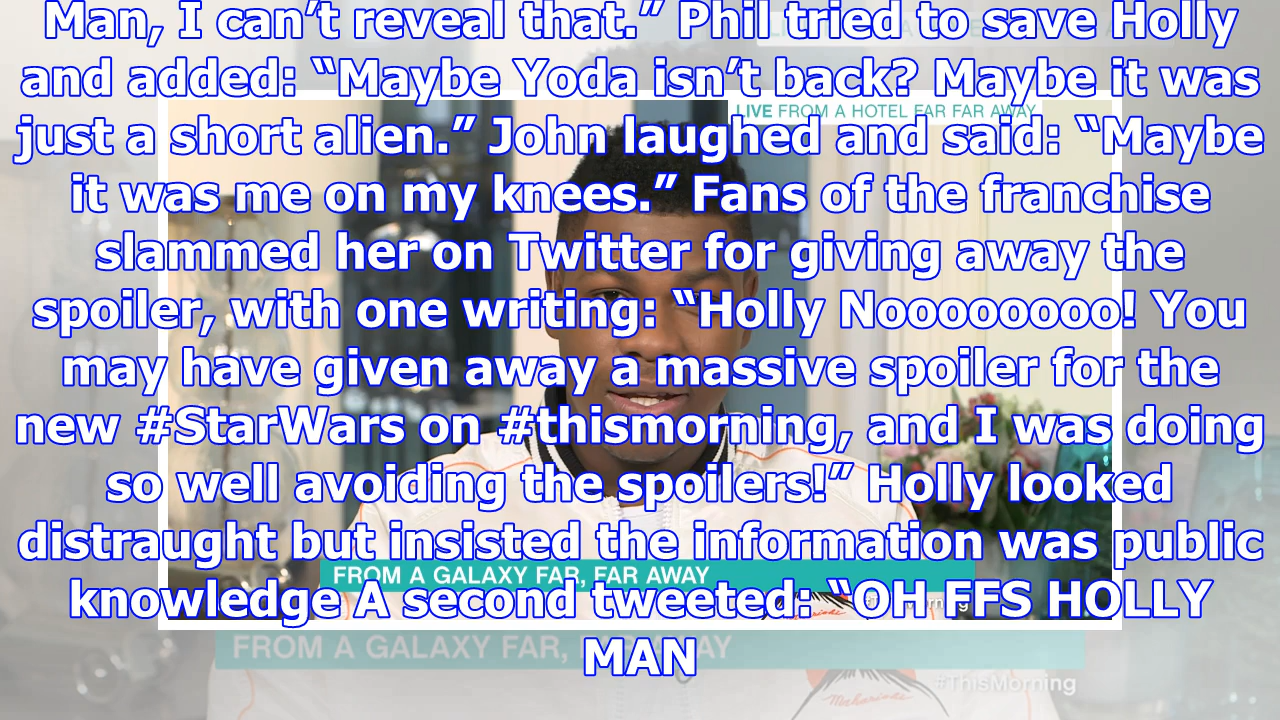 Man, I can’t reveal that.” Phil tried to save Holly
and added: “Maybe Yoda isn’t back? Maybe it was
just a short alien.” John laughed and said: “Maybe
it was me on my knees.” Fans of the franchise
slammed her on Twitter for giving away the
spoiler, with one writing: “Holly Noooooooo! You
may have given away a massive spoiler for the
new #StarWars on #thismorning, and I was doing
so well avoiding the spoilers!” Holly looked
distraught but insisted the information was public
knowledge A second tweeted: “OH FFS HOLLY
MAN
LIVE FROM A HOTEL FAR FAR AWAY
FROM A GALAXY FAR, FAR AWAY
FROM A GALAXY FAR, WAY
Maharishi
#ThisMorning